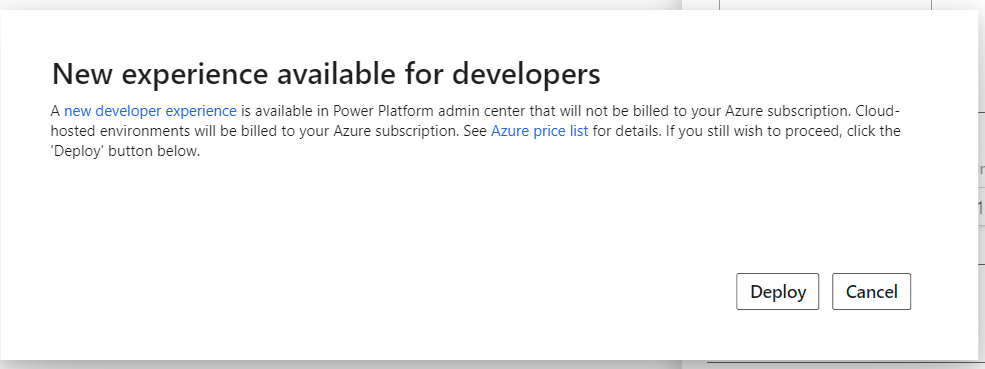 New experience available for developers
A new developer experience is available in Power Platform admin center that will not be billed to your Azure subscription. Cloud-
hosted environments will be billed to your Azure subscription. See Azure price list for details. If you still wish to proceed, click the
'Deploy' button below.
Deploy Cancel